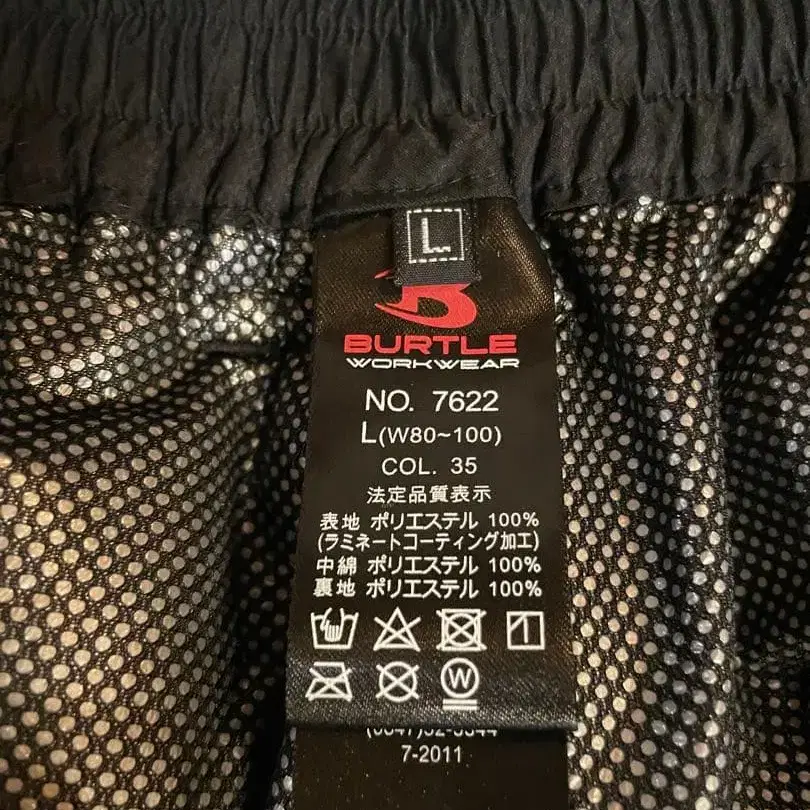 L
BURTLE
WORKWEAR
NO. 7622
L(W80~100)
COL. 35
法定品質表示
表地 ポリエステル 100%
(ラミネートコーティング加工)
中綿 ポリエステル 100%
裏地 ポリエステル 100%
W
7-2011